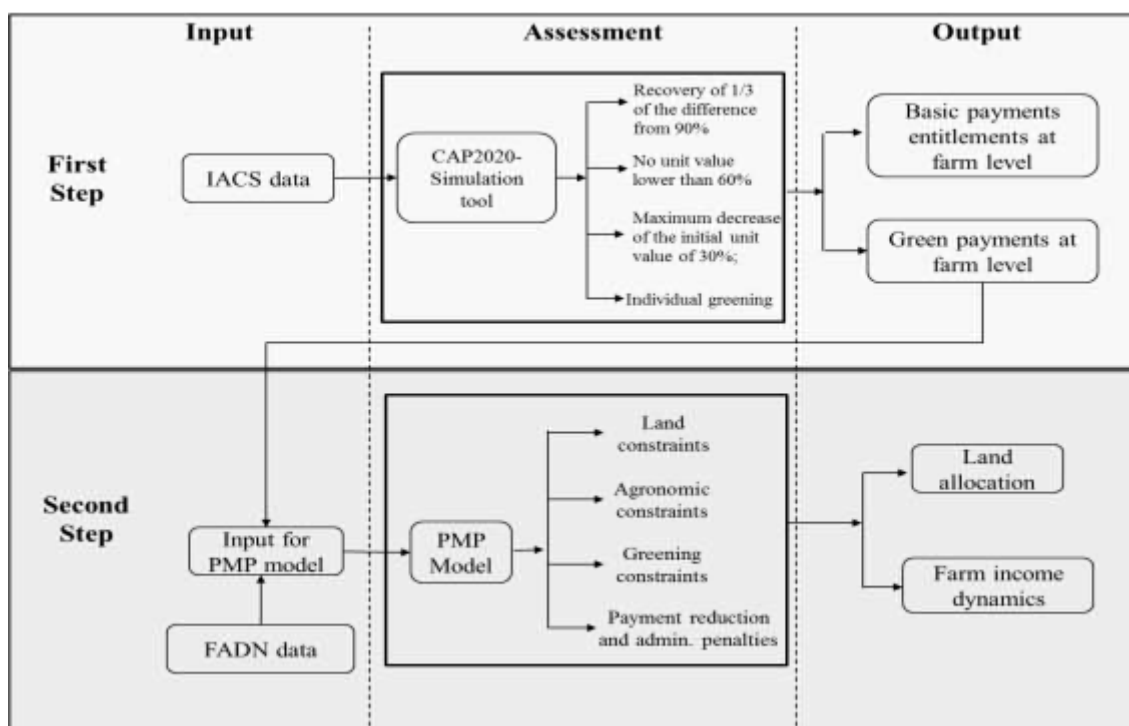 Input
Assessment
Output
First
Step
IACS data
CAP2020-
Simulation
tool
Recovery of 1/3
of the difference
from 90%
No unit value
lower than 60%
Maximum decrease
of the initial unit
value of 30%;
Individual greening
Basic payments
entitlements at
farm level
Green payments at
farm level
Second
Step
Input for
PMP model
FADN data
PMP
Model
Land
constraints
Agronomic
constraints
Greening
constraints
Payment reduction
and admin. penalties
Land
allocation
Farm income
dynamics